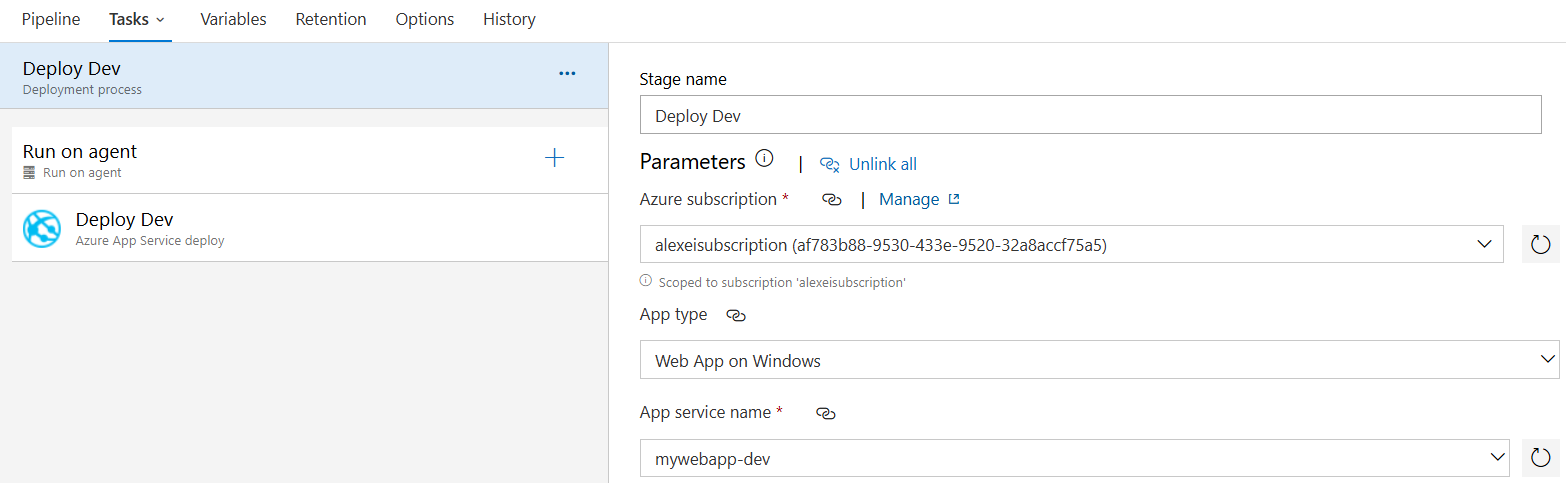 Pipeline Tasks Variables Retention Options History
Deploy Dev
Deployment process
Run on agent
Run on agent
Deploy Dev
Azure App Service deploy
Stage name
Deploy Dev
Parameters | Unlink all
Azure subscription * | Manage
alexeisubscription (af783b88-9530-433e-9520-32a8accf75a5)
Scoped to subscription 'alexeisubscription'
App type
Web App on Windows
App service name *
mywebapp-dev